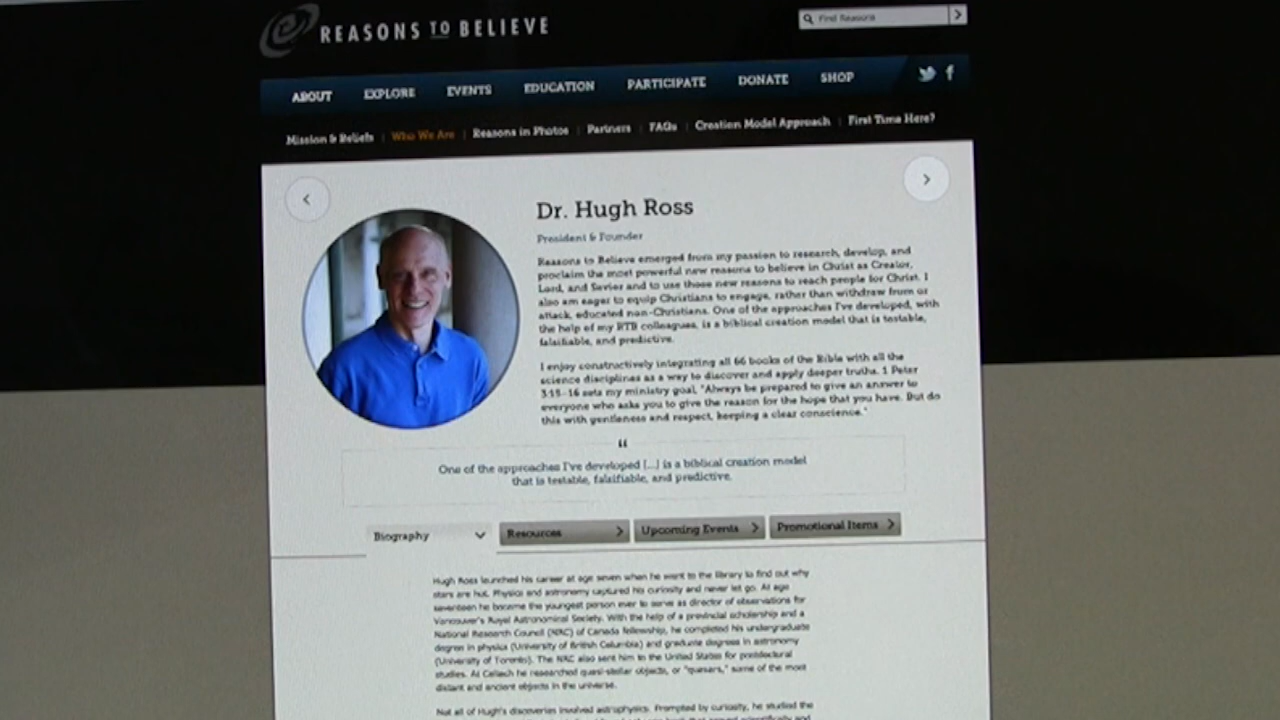 REASONS TO BELIEVE
Find Reasons
ABOUT EXPLORE EVENTS EDUCATION PARTICIPATE DONATE SHOP
Mission & Beliefs | Who We Are | Reasons in Photos | Partners | FAQs | Creation Model Approach | First Time Here?
Dr. Hugh Ross
President & Founder
Reasons to Believe emerged from my passion to research, develop, and
proclaim the most powerful new reasons to believe in Christ as Creator,
Lord, and Savior and to use those new reasons to reach people for Christ. I
also am eager to equip Christians to engage, rather than withdraw from or
attack, educated non-Christians. One of the approaches I've developed, with
the help of my RTB colleagues, is a biblical creation model that is testable,
falsifiable, and predictive.
I enjoy constructively integrating all 66 books of the Bible with all the
science disciplines as a way to discover and apply deeper truths. 1 Peter
3:15–16 sets my ministry goal, "Always be prepared to give an answer to
everyone who asks you to give the reason for the hope that you have. But do
this with gentleness and respect, keeping a clear conscience."
“
One of the approaches I've developed [...] is a biblical creation model
that is testable, falsifiable, and predictive.
Biography Resources Upcoming Events Promotional Items
Hugh Ross launched his career at age seven when he went to the library to find out why
stars are hot. Physics and astronomy captured his curiosity and never let go. At age
seventeen he became the youngest person ever to serve as director of observations for
Vancouver's Royal Astronomical Society. With the help of a provincial scholarship and a
National Research Council (NRC) of Canada fellowship, he completed his undergraduate
degree in physics (University of British Columbia) and graduate degrees in astronomy
(University of Toronto). The NRC also sent him to the United States for postdoctoral
studies. At Caltech he researched quasi-stellar objects, or "quasars," some of the most
distant and ancient objects in the universe.
Not all of Hugh's discoveries involved astrophysics. Prompted by curiosity, he studied the